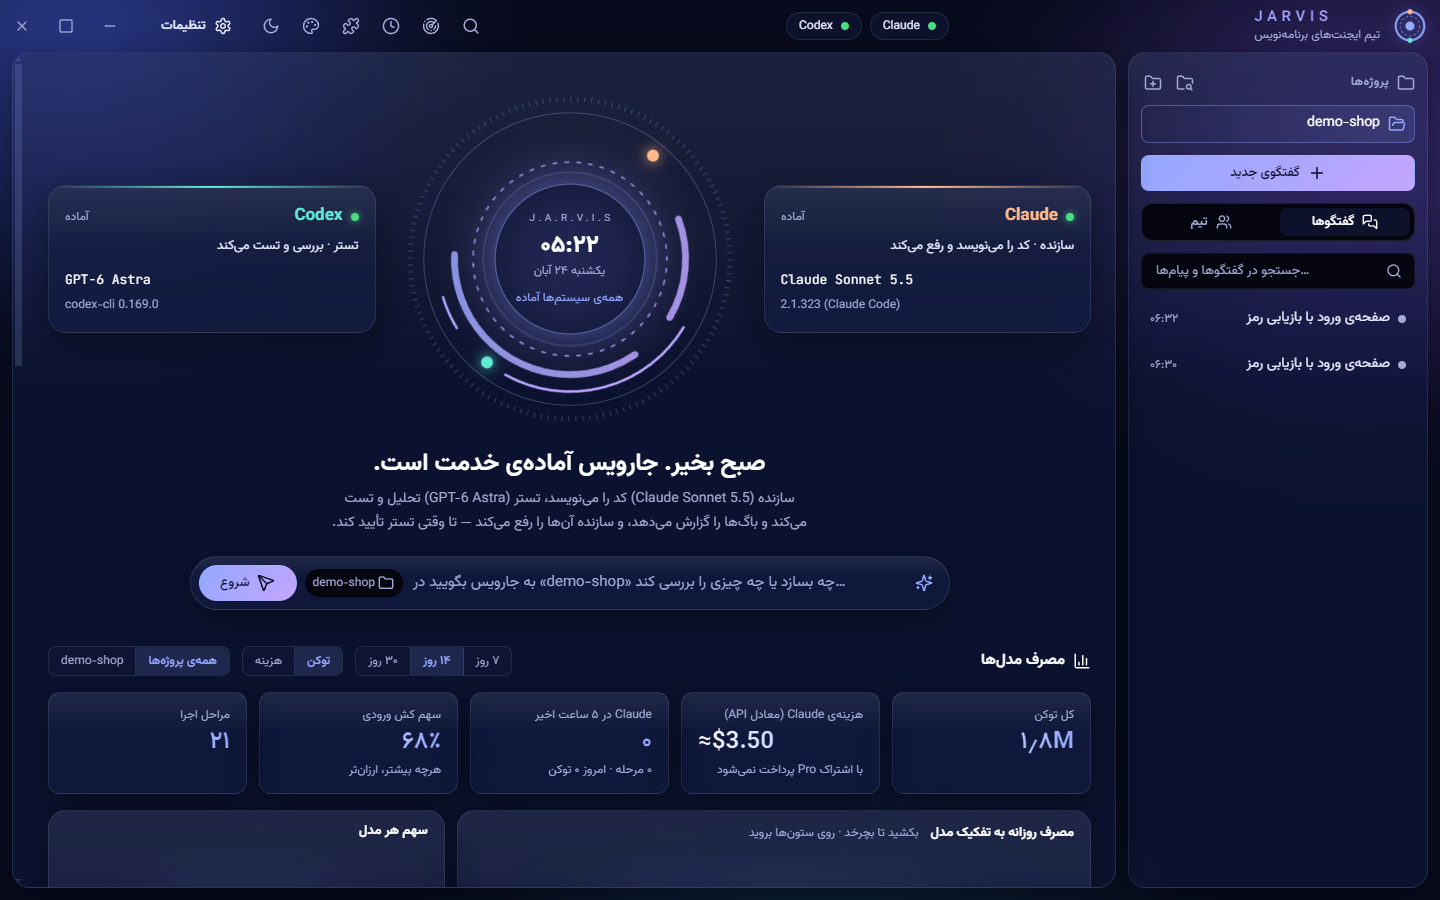 JARVIS
تیم ایجنت‌های برنامه‌نویس
Claude
Codex
تنظیمات
پروژه‌ها
demo-shop
گفتگوی جدید
گفتگوها
تیم
جستجو در گفتگوها و پیام‌ها...
صفحه‌ی ورود با بازیابی رمز
۰۶:۳۲
صفحه‌ی ورود با بازیابی رمز
۰۶:۳۰
Claude
آماده
سازنده · کد را می‌نویسد و رفع می‌کند
Claude Sonnet 5.5
2.1.323 (Claude Code)
J.A.R.V.I.S
۰۵:۲۲
یکشنبه ۲۴ آبان
همه‌ی سیستم‌ها آماده
Codex
آماده
تستر · بررسی و تست می‌کند
GPT-6 Astra
codex-cli 0.169.0
صبح بخیر. جارویس آماده‌ی خدمت است.
سازنده (Claude Sonnet 5.5) کد را می‌نویسد، تستر (GPT-6 Astra) تحلیل و تست
می‌کند و باگ‌ها را گزارش می‌دهد، و سازنده آن‌ها را رفع می‌کند — تا وقتی تستر تأیید کند.
به جارویس بگویید در «demo-shop» چه بسازد یا چه چیزی را بررسی کند...
demo-shop
شروع
مصرف مدل‌ها
۷ روز
۱۴ روز
۳۰ روز
توکن
هزینه
همه‌ی پروژه‌ها
demo-shop
کل توکن
۱٫۸M
هزینه‌ی Claude (معادل API)
≈$3.50
با اشتراک Pro پرداخت نمی‌شود
Claude در ۵ ساعت اخیر
۰
۰ مرحله · امروز ۰ توکن
سهم کش ورودی
۶۸٪
هرچه بیشتر، ارزان‌تر
مراحل اجرا
۲۱
مصرف روزانه به تفکیک مدل
بکشید تا بچرخد · روی ستون‌ها بروید
سهم هر مدل